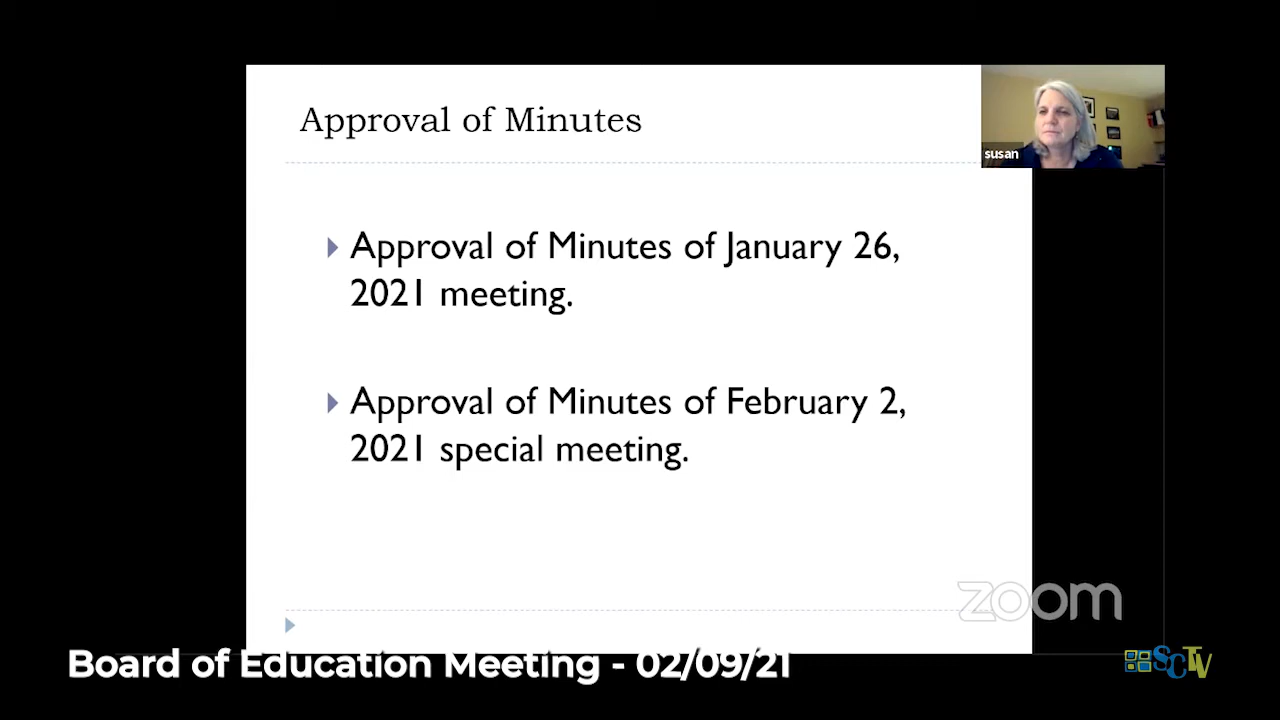 Approval of Minutes
susan
Approval of Minutes of January 26,
2021 meeting.
Approval of Minutes of February 2,
2021 special meeting.
zoom
Board of Education Meeting - 02/09/21
SCTV